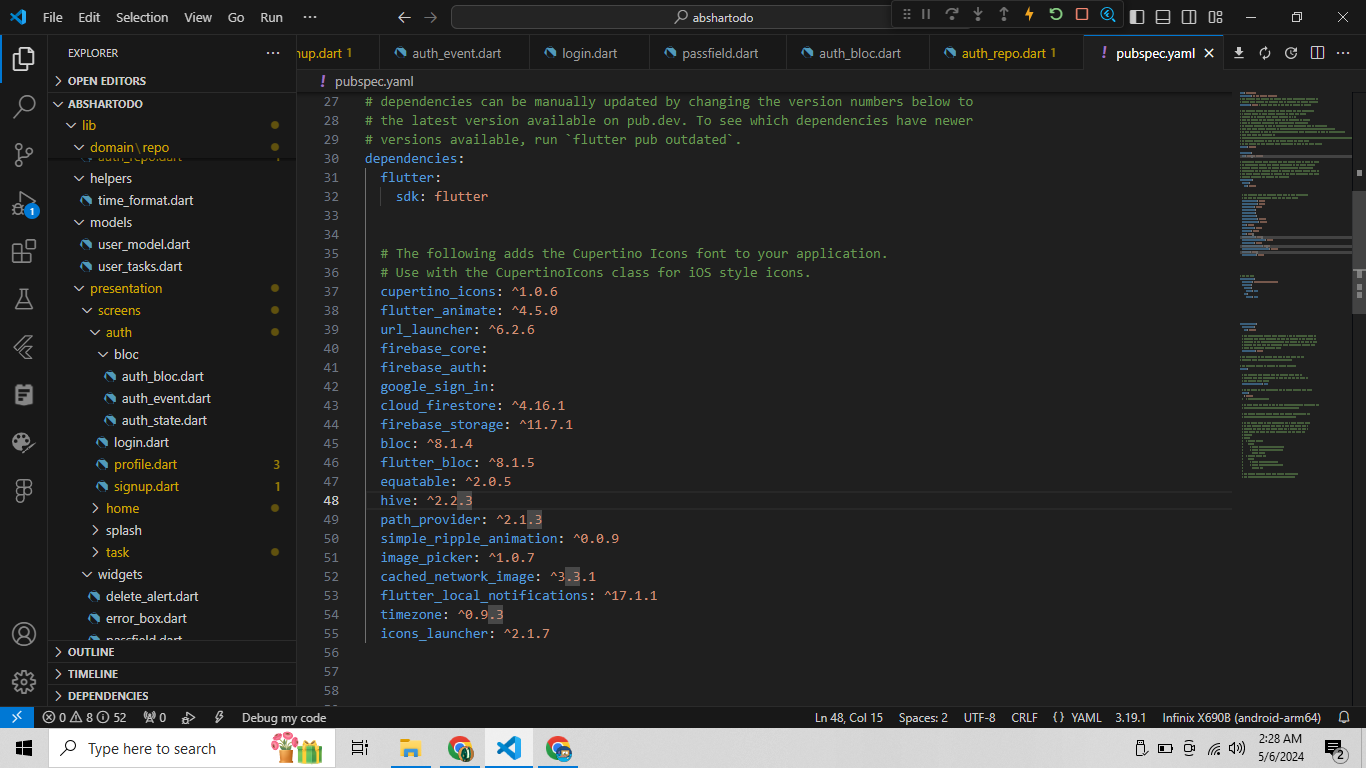 File Edit Selection View Go Run ···
abshartodo
EXPLORER
nup.dart 1
auth_event.dart
login.dart
passfield.dart
auth_bloc.dart
auth_repo.dart 1
! pubspec.yaml
! pubspec.yaml
OPEN EDITORS
ABSHARTODO
lib
domain\repo
auth_repo.dart
helpers
time_format.dart
models
user_model.dart
user_tasks.dart
presentation
screens
auth
bloc
auth_bloc.dart
auth_event.dart
auth_state.dart
login.dart
profile.dart 3
signup.dart 1
home
splash
task
widgets
delete_alert.dart
error_box.dart
passfield.dart
OUTLINE
TIMELINE
DEPENDENCIES
1
27 # dependencies can be manually updated by changing the version numbers below to
28 # the latest version available on pub.dev. To see which dependencies have newer
29 # versions available, run `flutter pub outdated`.
30 dependencies:
31 flutter:
32 sdk: flutter
33
34
35 # The following adds the Cupertino Icons font to your application.
36 # Use with the CupertinoIcons class for iOS style icons.
37 cupertino_icons: ^1.0.6
38 flutter_animate: ^4.5.0
39 url_launcher: ^6.2.6
40 firebase_core:
41 firebase_auth:
42 google_sign_in:
43 cloud_firestore: ^4.16.1
44 firebase_storage: ^11.7.1
45 bloc: ^8.1.4
46 flutter_bloc: ^8.1.5
47 equatable: ^2.0.5
48 hive: ^2.2.3
49 path_provider: ^2.1.3
50 simple_ripple_animation: ^0.0.9
51 image_picker: ^1.0.7
52 cached_network_image: ^3.3.1
53 flutter_local_notifications: ^17.1.1
54 timezone: ^0.9.3
55 icons_launcher: ^2.1.7
56
57
58
0 8 52 0 Debug my code Ln 48, Col 15 Spaces: 2 UTF-8 CRLF {} YAML 3.19.1 Infinix X690B (android-arm64)
Type here to search
2:28 AM
5/6/2024
2